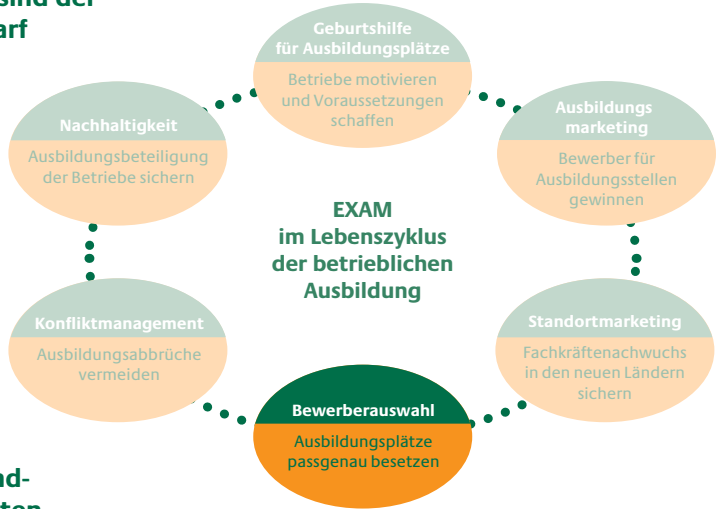 sind der
arf
Geburtshilfe
für Ausbildungsplätze
Betriebe motivieren
und Voraussetzungen
schaffen
Ausbildungs
marketing
Bewerber für
Ausbildungsstellen
gewinnen
Standortmarketing
Fachkräftenachwuchs
in den neuen Ländern
sichern
Bewerberauswahl
Ausbildungsplätze
passgenau besetzen
Konfliktmanagement
Ausbildungsabbrüche
vermeiden
Nachhaltigkeit
Ausbildungsbeteiligung
der Betriebe sichern
EXAM
im Lebenszyklus
der betrieblichen
Ausbildung
nd-